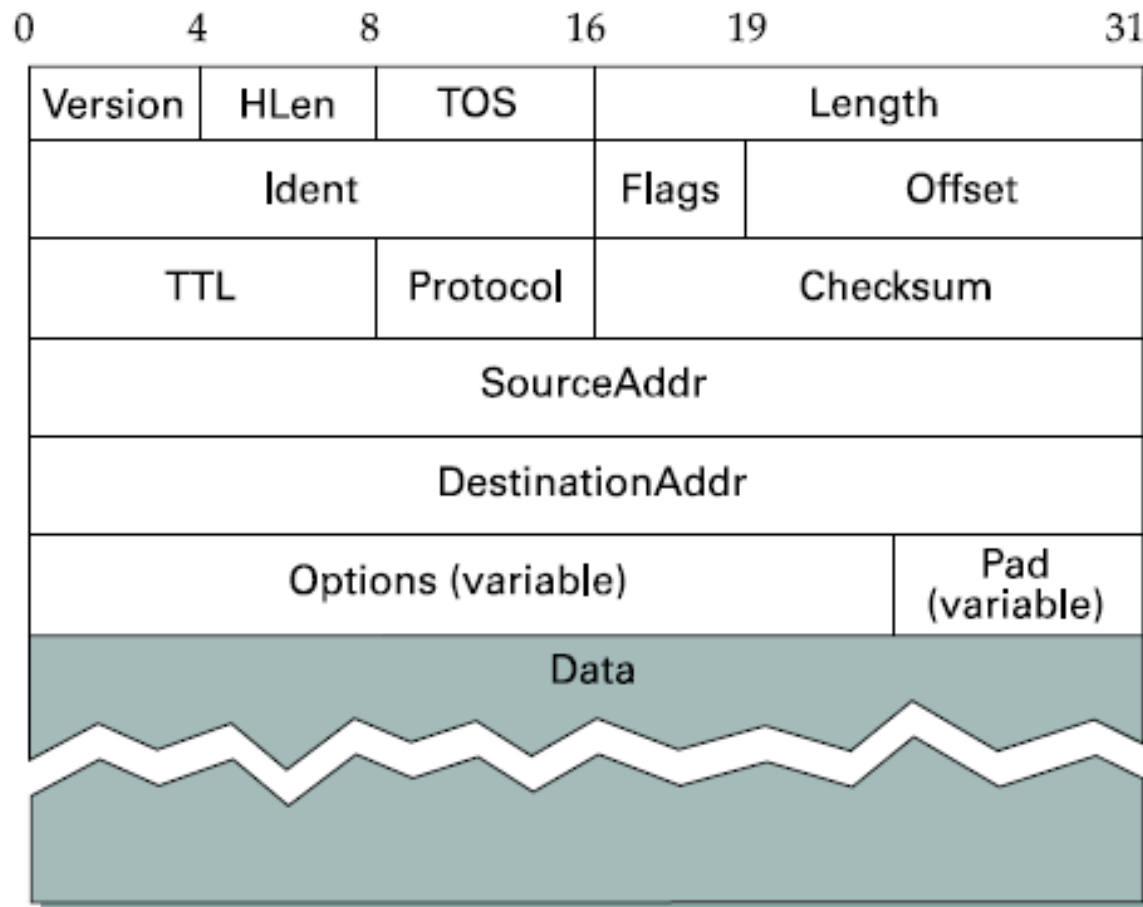 0 4 8 16 19 31
Version HLen TOS Length
Ident Flags Offset
TTL Protocol Checksum
SourceAddr
DestinationAddr
Options (variable) Pad
(variable)
Data